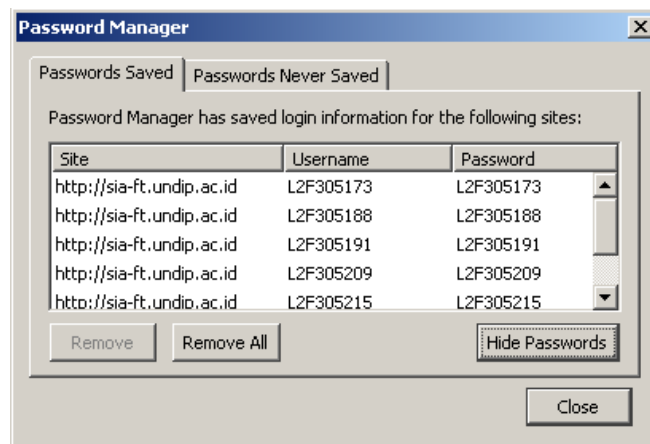 Password Manager
Passwords Saved Passwords Never Saved
Password Manager has saved login information for the following sites:
Site Username Password
http://sia-ft.undip.ac.id L2F305173 L2F305173
http://sia-ft.undip.ac.id L2F305188 L2F305188
http://sia-ft.undip.ac.id L2F305191 L2F305191
http://sia-ft.undip.ac.id L2F305209 L2F305209
http://sia-ft.undip.ac.id L2F305215 L2F305215
Remove Remove All Hide Passwords
Close